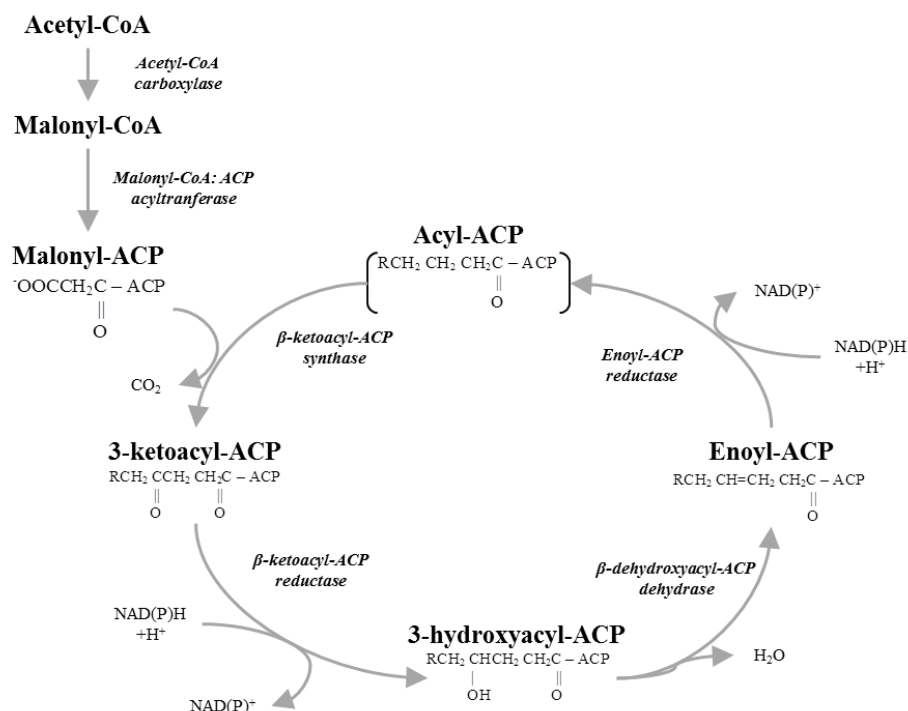 Acetyl-CoA
Acetyl-CoA
carboxylase
Malonyl-CoA
Malonyl-CoA: ACP
acyltranferase
Malonyl-ACP
⁻OOCCH₂C – ACP
||
O
CO₂
Acyl-ACP
RCH₂ CH₂ CH₂C – ACP
||
O
β-ketoacyl-ACP
synthase
Enoyl-ACP
reductase
NAD(P)⁺
NAD(P)H
+H⁺
3-ketoacyl-ACP
RCH₂ CCH₂ CH₂C – ACP
|| ||
O O
Enoyl-ACP
RCH₂ CH=CH₂ CH₂C – ACP
||
O
β-ketoacyl-ACP
reductase
β-dehydroxyacyl-ACP
dehydrase
NAD(P)H
+H⁺
NAD(P)⁺
3-hydroxyacyl-ACP
RCH₂ CHCH₂ CH₂C – ACP
| ||
OH O
H₂O